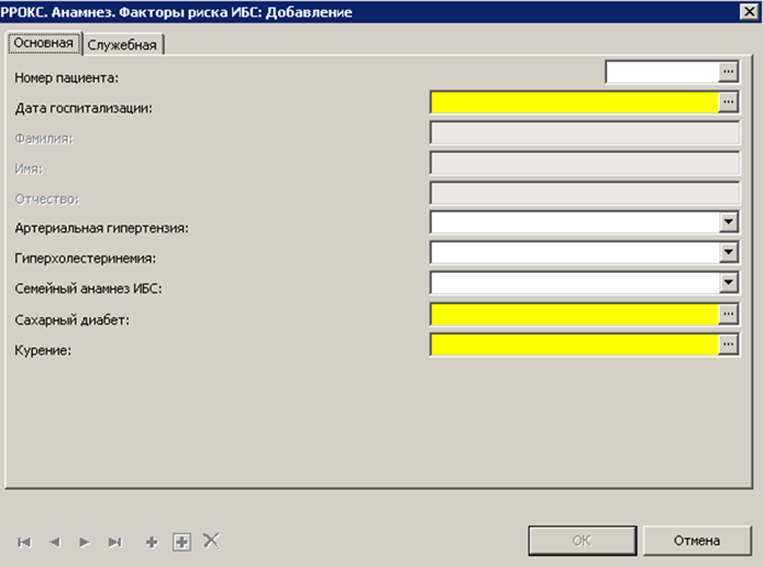 РРОКС. Анамнез. Факторы риска ИБС: Добавление
Основная Служебная
Номер пациента:
Дата госпитализации:
Фамилия:
Имя:
Отчество:
Артериальная гипертензия:
Гиперхолестеринемия:
Семейный анамнез ИБС:
Сахарный диабет:
Курение:
ОК Отмена